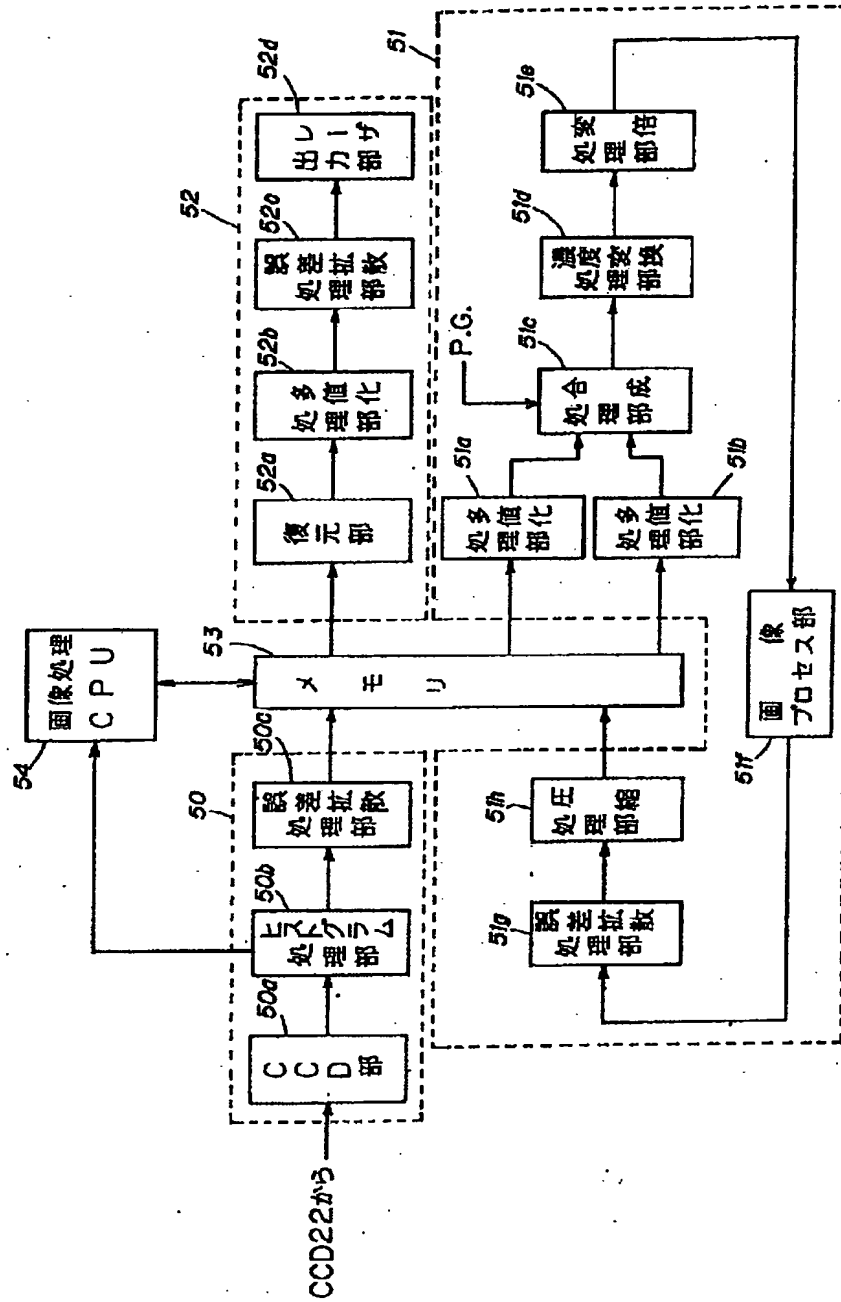 CCD22から
50
50a
CCD部
50b
ヒストグラム
処理部
50c
誤差拡散
処理部
54
画像処理
CPU
53
メモリ
52
52a
復元部
52b
多値化
処理部
52c
誤差拡散
処理部
52d
レーザ
出力部
51
51a
多値化
処理部
51b
多値化
処理部
P.G.
51c
合成
処理部
51d
濃度変換
処理部
51e
変倍
処理部
51f
画像
プロセス部
51g
誤差拡散
処理部
51h
圧縮
処理部